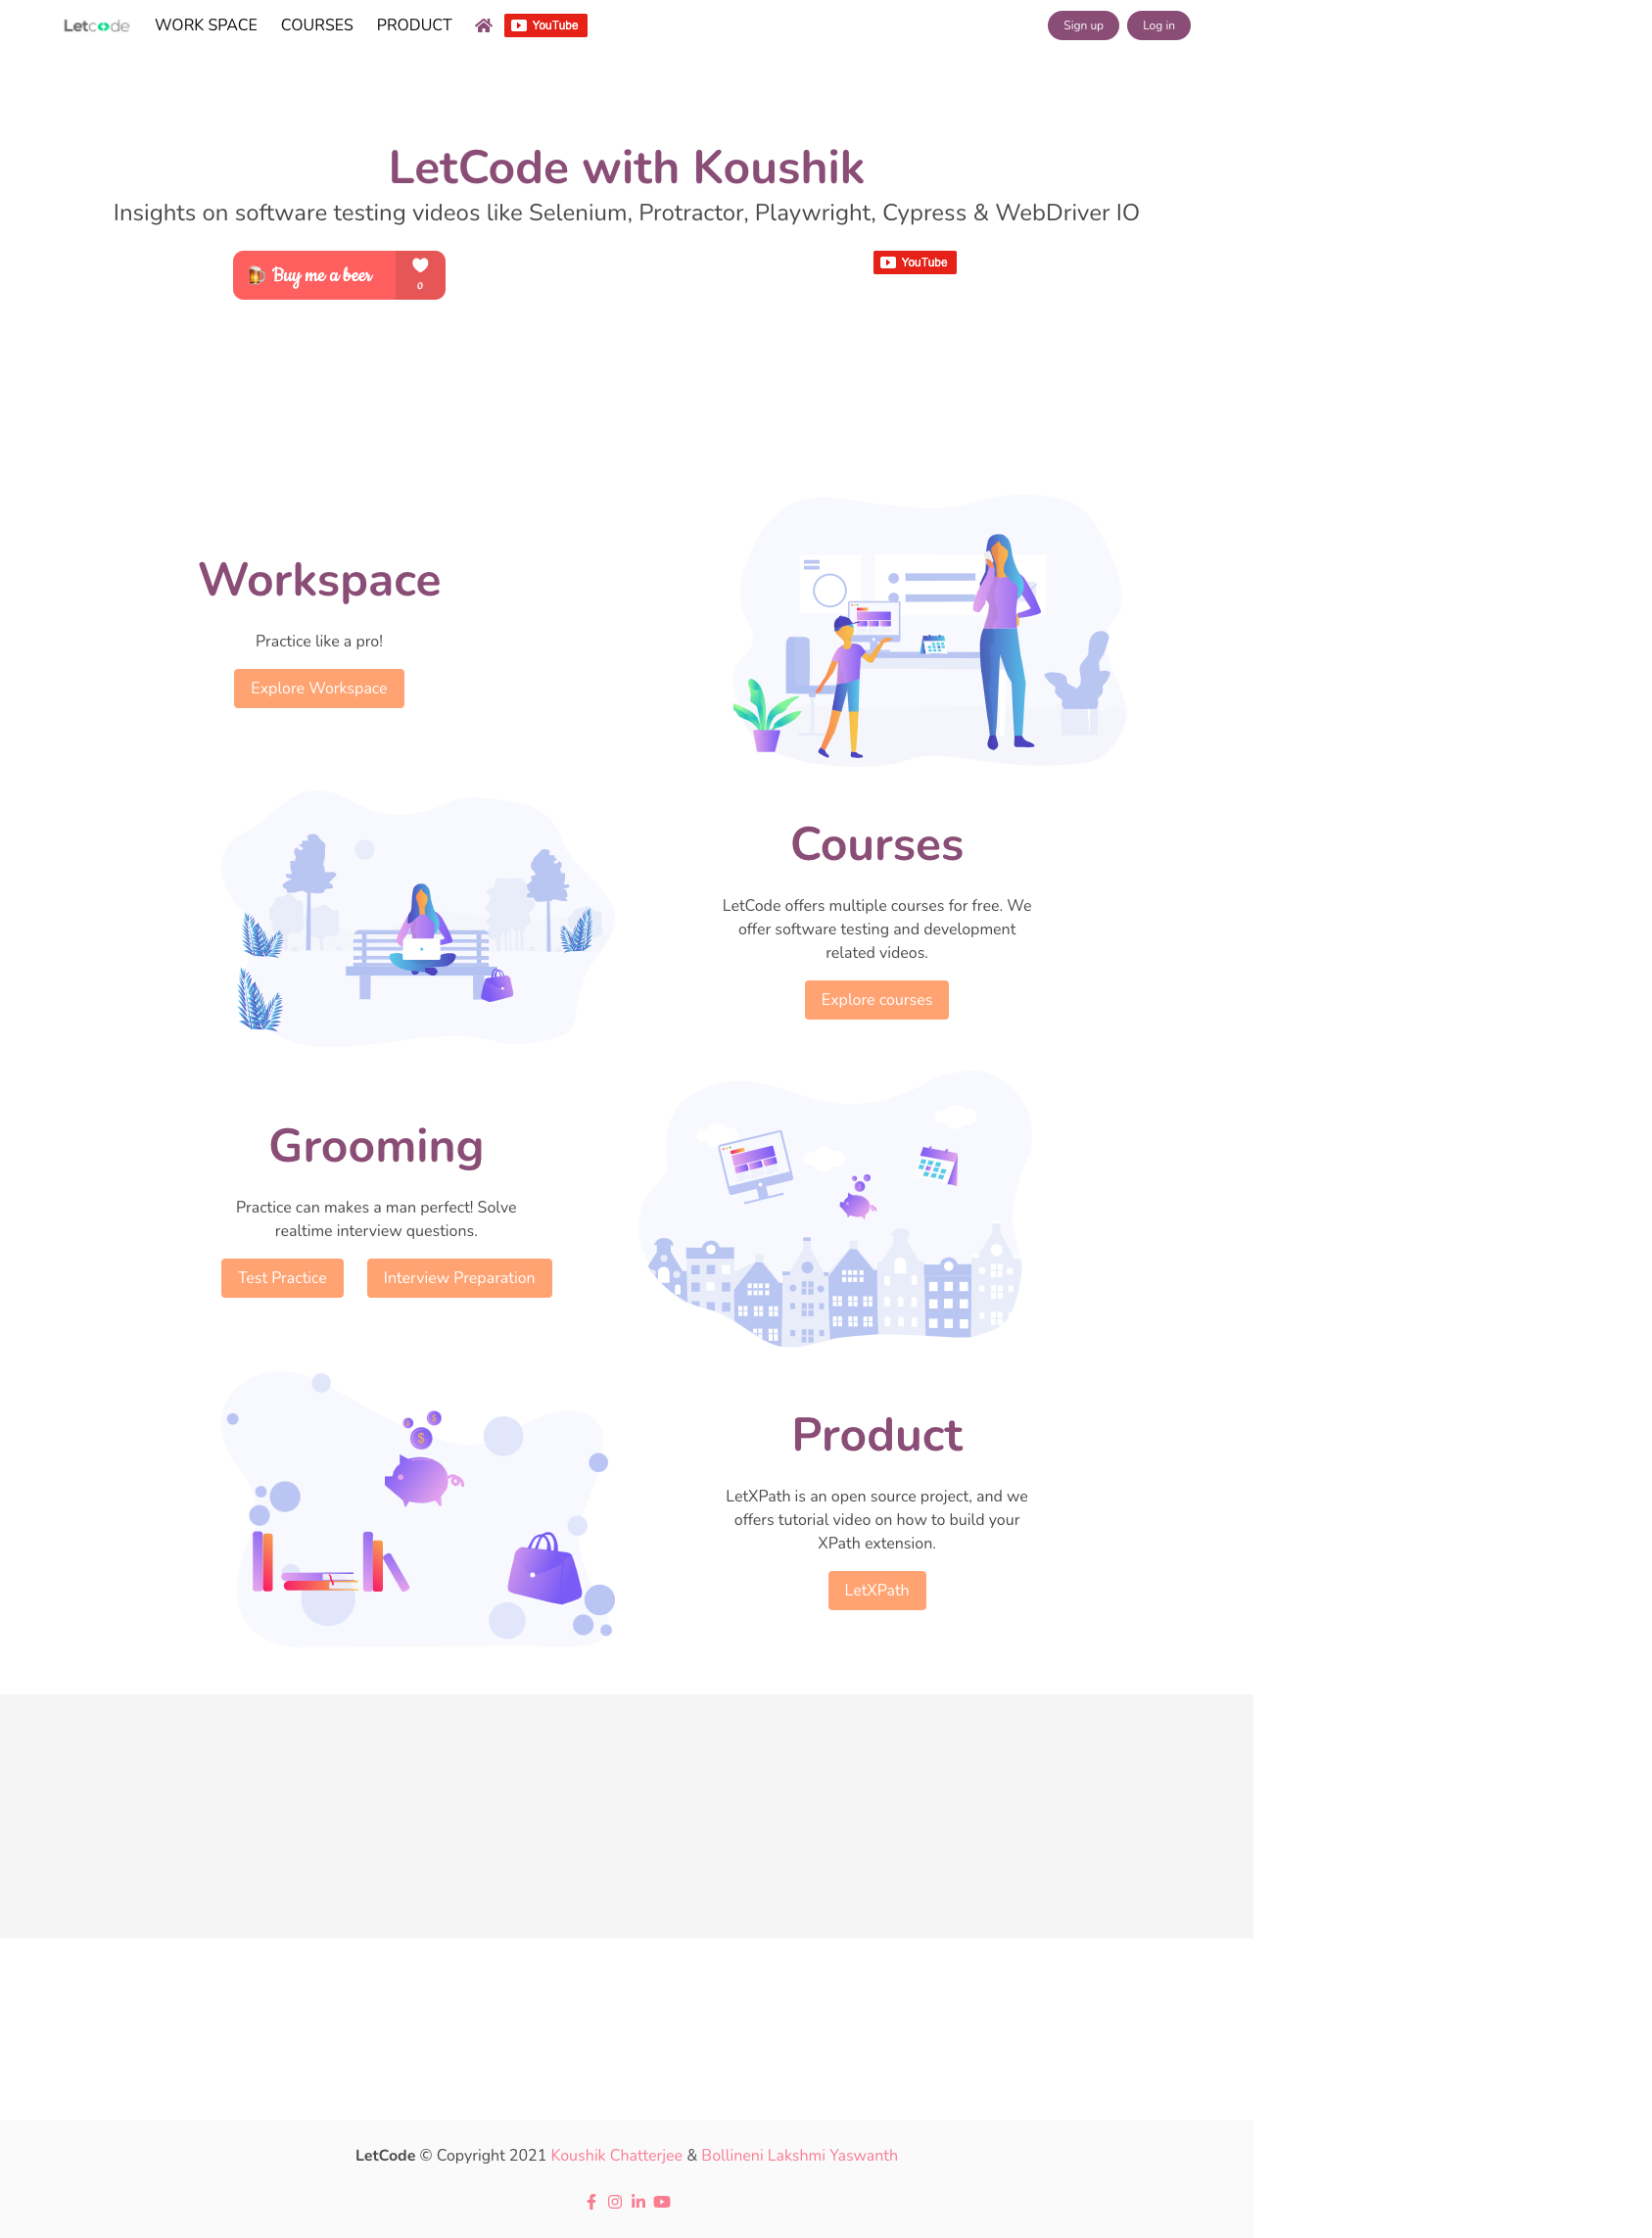 Letcode WORK SPACE COURSES PRODUCT YouTube Sign up Log in
LetCode with Koushik
Insights on software testing videos like Selenium, Protractor, Playwright, Cypress & WebDriver IO
🍺 Buy me a beer 0
YouTube
Workspace
Practice like a pro!
Explore Workspace
Courses
LetCode offers multiple courses for free. We
offer software testing and development
related videos.
Explore courses
Grooming
Practice can makes a man perfect! Solve
realtime interview questions.
Test Practice Interview Preparation
Product
LetXPath is an open source project, and we
offers tutorial video on how to build your
XPath extension.
LetXPath
LetCode © Copyright 2021 Koushik Chatterjee & Bollineni Lakshmi Yaswanth